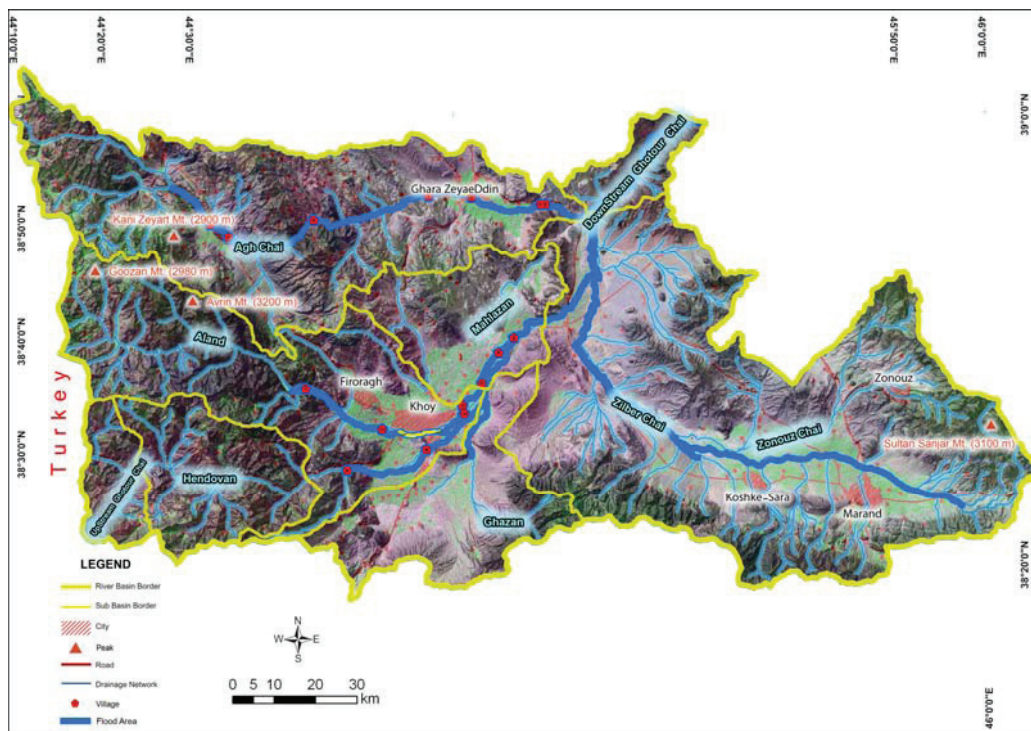 44°10'0"E
44°20'0"E
44°30'0"E
45°50'0"E
46°0'0"E
39°0'0"N
38°50'0"N
38°40'0"N
38°30'0"N
38°20'0"N
46°0'0"E
Turkey
DownStream Ghotour Chai
Ghara ZeyaeDdin
Kani Zeyart Mt. (2900 m)
Agh Chai
Goozan Mt. (2980 m)
Avrin Mt. (3200 m)
Mahlazan
Aland
Firoragh
Khoy
Zilber Chai
Zonouz
Zonouz Chai
Sultan Sanjar Mt. (3100 m)
Hendovan
Koshke-Sara
Marand
Ghazan
LEGEND
River Basin Border
Sub Basin Border
City
Peak
Road
Drainage Network
Village
Flood Area
N
W E
S
0 5 10 20 30
km